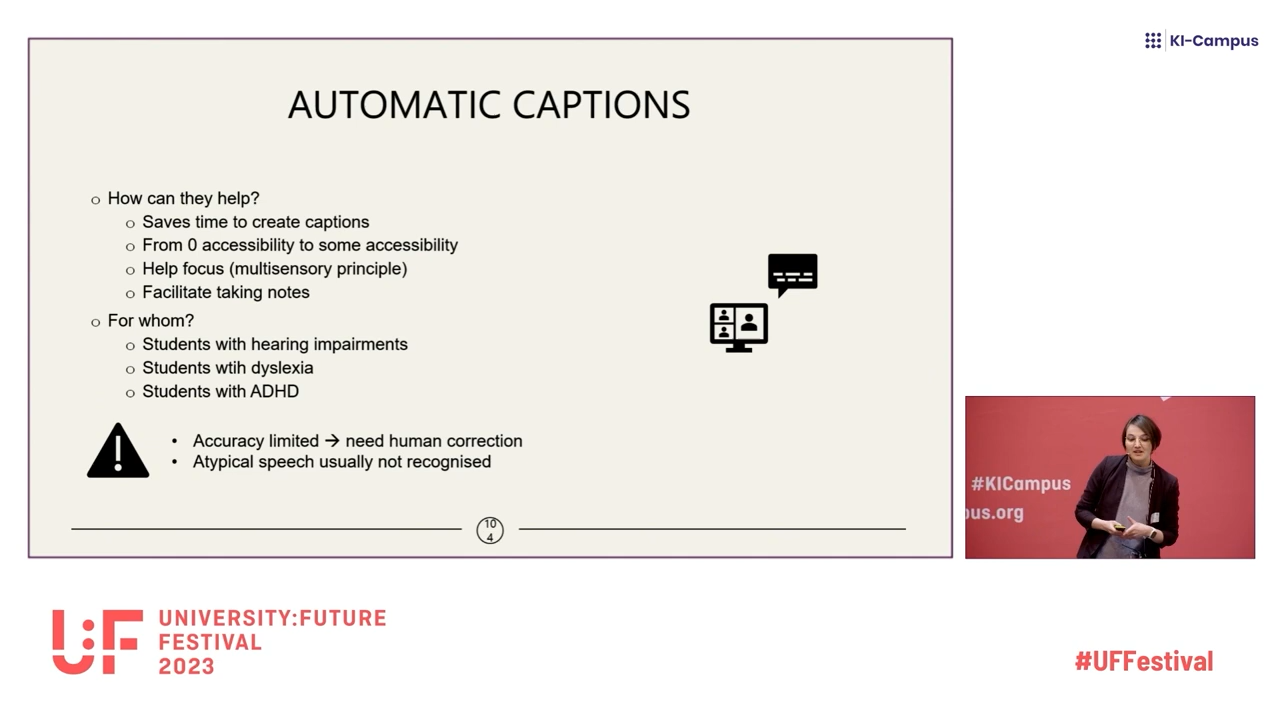 KI-Campus
AUTOMATIC CAPTIONS
o How can they help?
o Saves time to create captions
o From 0 accessibility to some accessibility
o Help focus (multisensory principle)
o Facilitate taking notes
o For whom?
o Students with hearing impairments
o Students wtih dyslexia
o Students with ADHD
• Accuracy limited → need human correction
• Atypical speech usually not recognised
10
4
#KICampus
pus.org
U:F
UNIVERSITY:FUTURE
FESTIVAL
2023
#UFFestival